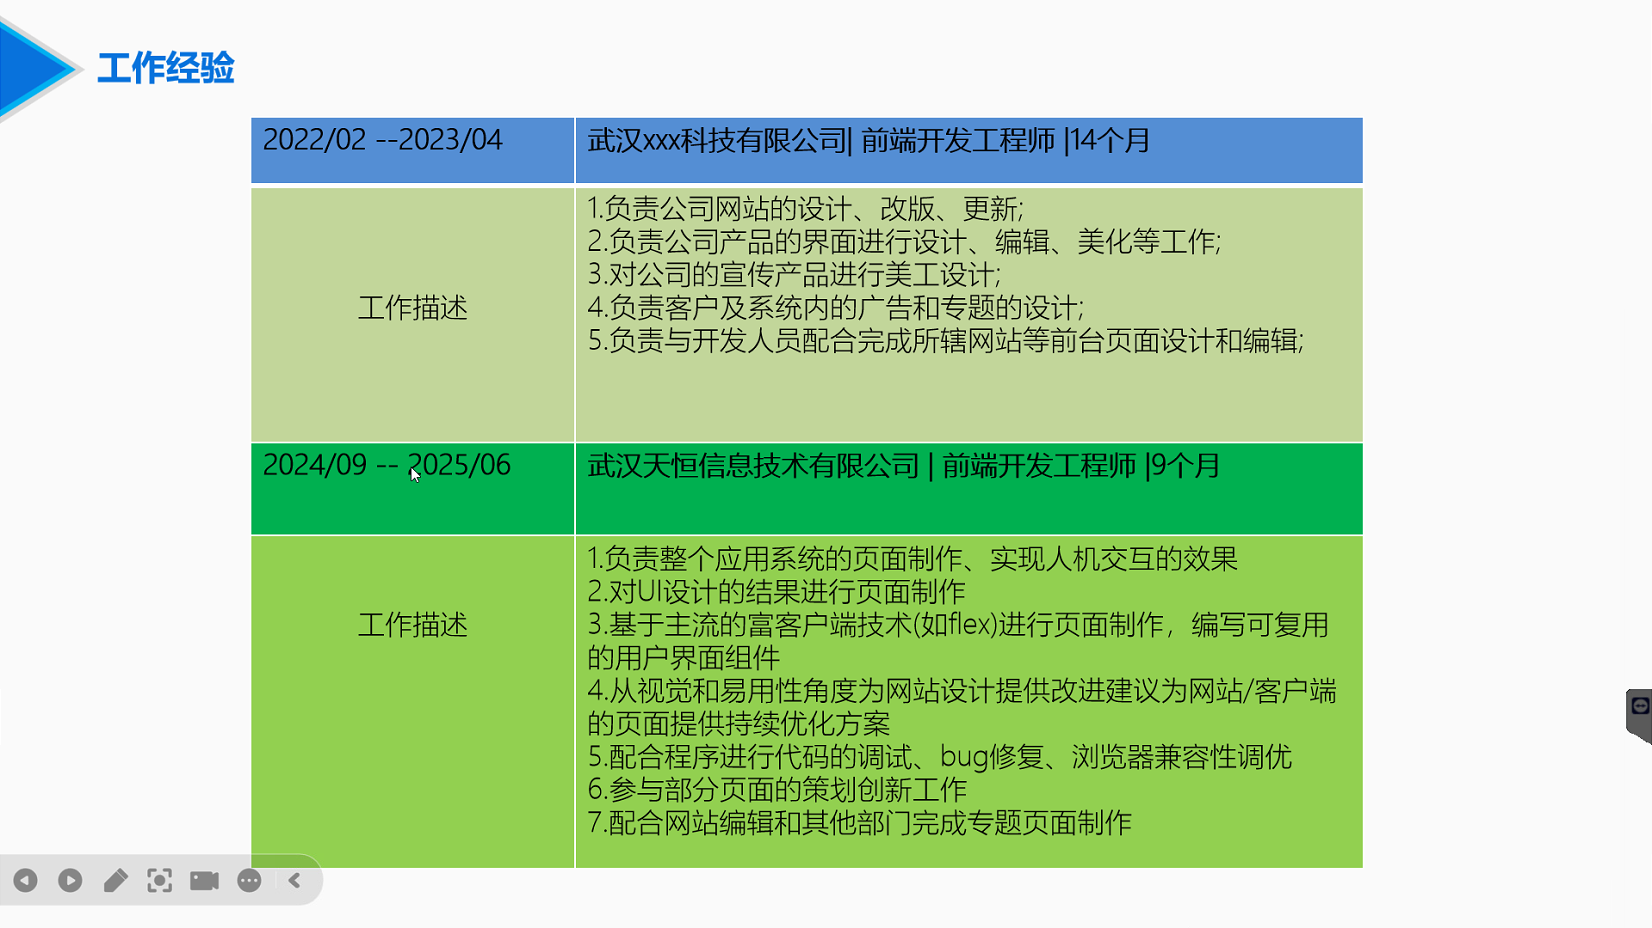 工作经验
2022/02 --2023/04
武汉xxx科技有限公司| 前端开发工程师 |14个月
工作描述
1.负责公司网站的设计、改版、更新;
2.负责公司产品的界面进行设计、编辑、美化等工作;
3.对公司的宣传产品进行美工设计;
4.负责客户及系统内的广告和专题的设计;
5.负责与开发人员配合完成所辖网站等前台页面设计和编辑;
2024/09 -- 2025/06
武汉天恒信息技术有限公司 | 前端开发工程师 |9个月
工作描述
1.负责整个应用系统的页面制作、实现人机交互的效果
2.对UI设计的结果进行页面制作
3.基于主流的富客户端技术(如flex)进行页面制作，编写可复用
的用户界面组件
4.从视觉和易用性角度为网站设计提供改进建议为网站/客户端
的页面提供持续优化方案
5.配合程序进行代码的调试、bug修复、浏览器兼容性调优
6.参与部分页面的策划创新工作
7.配合网站编辑和其他部门完成专题页面制作